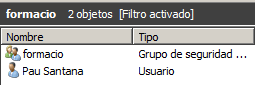 formacio 2 objetos [Filtro activado]
Nombre Tipo
formacio Grupo de seguridad ...
Pau Santana Usuario